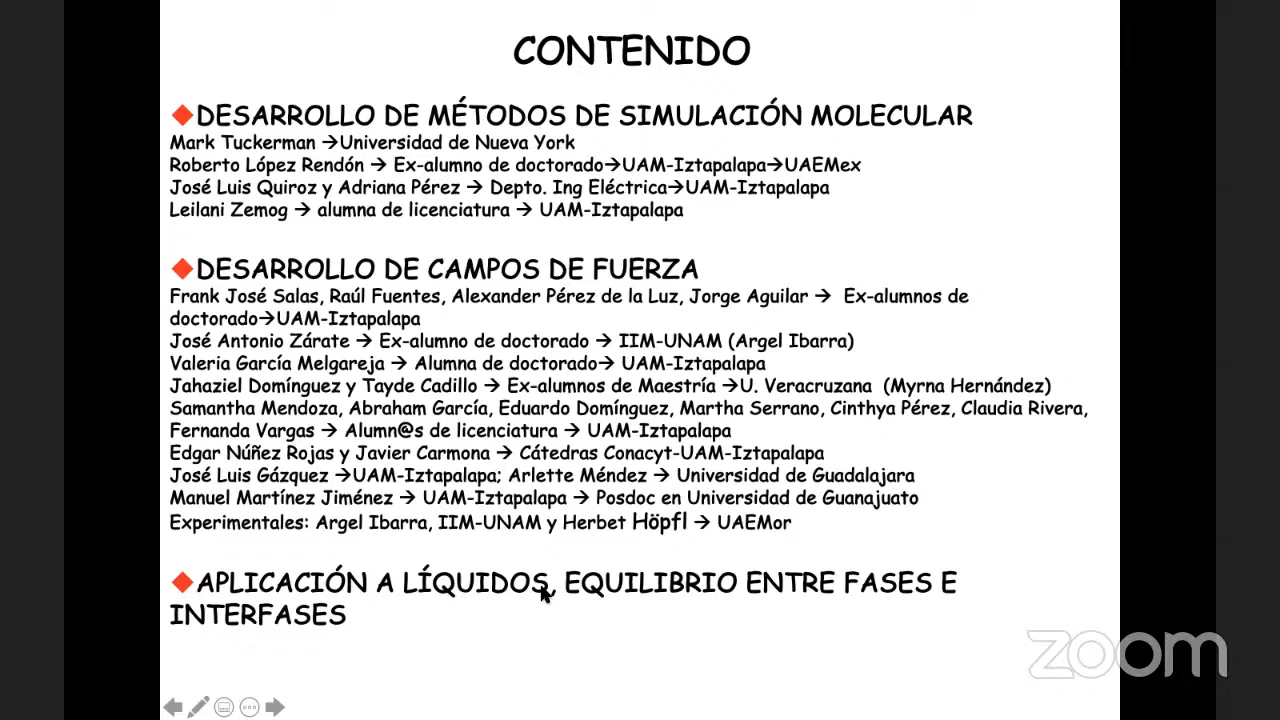 CONTENIDO
◆DESARROLLO DE MÉTODOS DE SIMULACIÓN MOLECULAR
Mark Tuckerman →Universidad de Nueva York
Roberto López Rendón → Ex-alumno de doctorado→UAM-Iztapalapa→UAEMex
José Luis Quiroz y Adriana Pérez → Depto. Ing Eléctrica→UAM-Iztapalapa
Leilani Zemog → alumna de licenciatura → UAM-Iztapalapa
◆DESARROLLO DE CAMPOS DE FUERZA
Frank José Salas, Raúl Fuentes, Alexander Pérez de la Luz, Jorge Aguilar → Ex-alumnos de
doctorado→UAM-Iztapalapa
José Antonio Zárate → Ex-alumno de doctorado → IIM-UNAM (Argel Ibarra)
Valeria García Melgareja → Alumna de doctorado→ UAM-Iztapalapa
Jahaziel Domínguez y Tayde Cadillo → Ex-alumnos de Maestría →U. Veracruzana (Myrna Hernández)
Samantha Mendoza, Abraham García, Eduardo Domínguez, Martha Serrano, Cinthya Pérez, Claudia Rivera,
Fernanda Vargas → Alumn@s de licenciatura → UAM-Iztapalapa
Edgar Núñez Rojas y Javier Carmona → Cátedras Conacyt-UAM-Iztapalapa
José Luis Gázquez →UAM-Iztapalapa; Arlette Méndez → Universidad de Guadalajara
Manuel Martínez Jiménez → UAM-Iztapalapa → Posdoc en Universidad de Guanajuato
Experimentales: Argel Ibarra, IIM-UNAM y Herbet Höpfl → UAEMor
◆APLICACIÓN A LÍQUIDOS, EQUILIBRIO ENTRE FASES E
INTERFASES
zoom